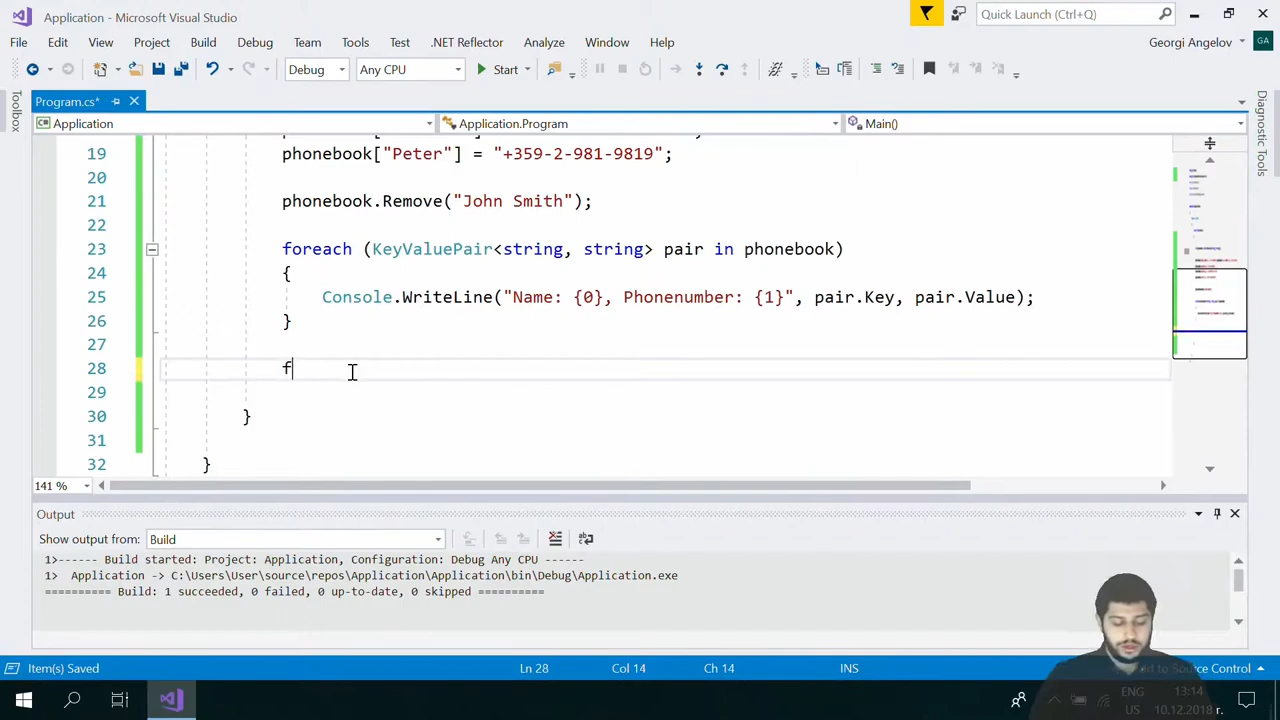 Application - Microsoft Visual Studio
Quick Launch (Ctrl+Q)
File Edit View Project Build Debug Team Tools Test .NET Reflector Analyze Window Help
Georgi Angelov
GA
Debug Any CPU Start
Program.cs*
Application Application.Program Main()
Toolbox
Diagnostic Tools
19 phonebook["Peter"] = "+359-2-981-9819";
20
21 phonebook.Remove("John Smith");
22
23 foreach (KeyValuePair<string, string> pair in phonebook)
24 {
25 Console.WriteLine("Name: {0}, Phonenumber: {1}", pair.Key, pair.Value);
26 }
27
28 f
29
30 }
31
32 }
141 %
Output
Show output from: Build
1>------ Build started: Project: Application, Configuration: Debug Any CPU ------
1> Application -> C:\Users\User\source\repos\Application\Application\bin\Debug\Application.exe
========== Build: 1 succeeded, 0 failed, 0 up-to-date, 0 skipped ==========
Item(s) Saved Ln 28 Col 14 Ch 14 INS to Source Control
ENG 13:14
US 10.12.2018 г.